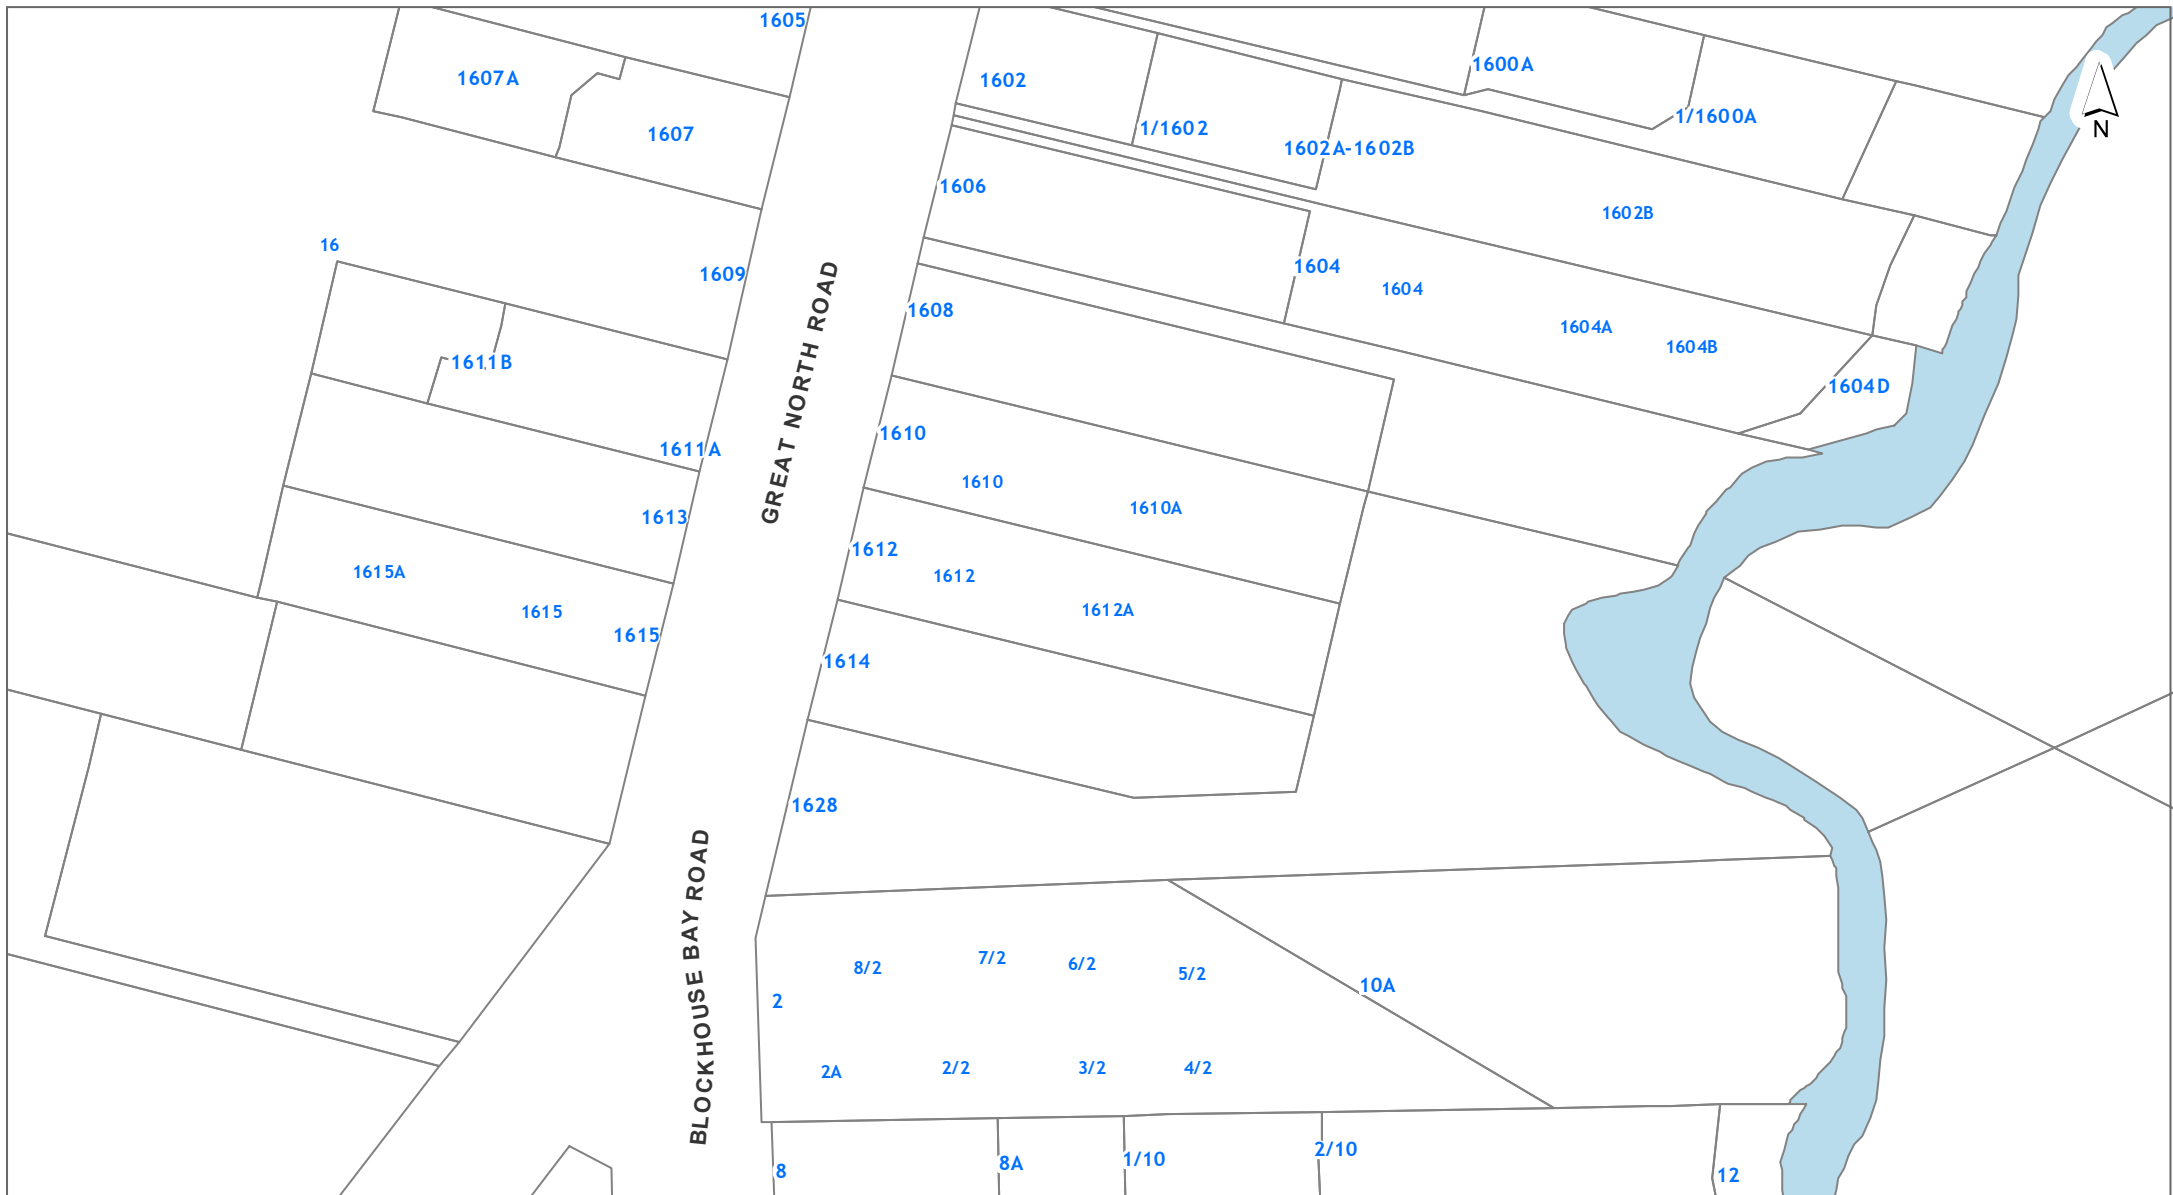 1605
1607A
1602
1600A
1/1600A
1607
1/1602
1602A-1602B
N
1606
1602B
16
1609
GREAT NORTH ROAD
1604
1604
1608
1604A
1604B
1611B
1604D
1611A
1610
1610
1610A
1613
1612
1615A
1612
1612A
1615
1615
1614
1628
BLOCKHOUSE BAY ROAD
8/2
7/2
6/2
5/2
10A
2
2A
2/2
3/2
4/2
8
8A
1/10
2/10
12